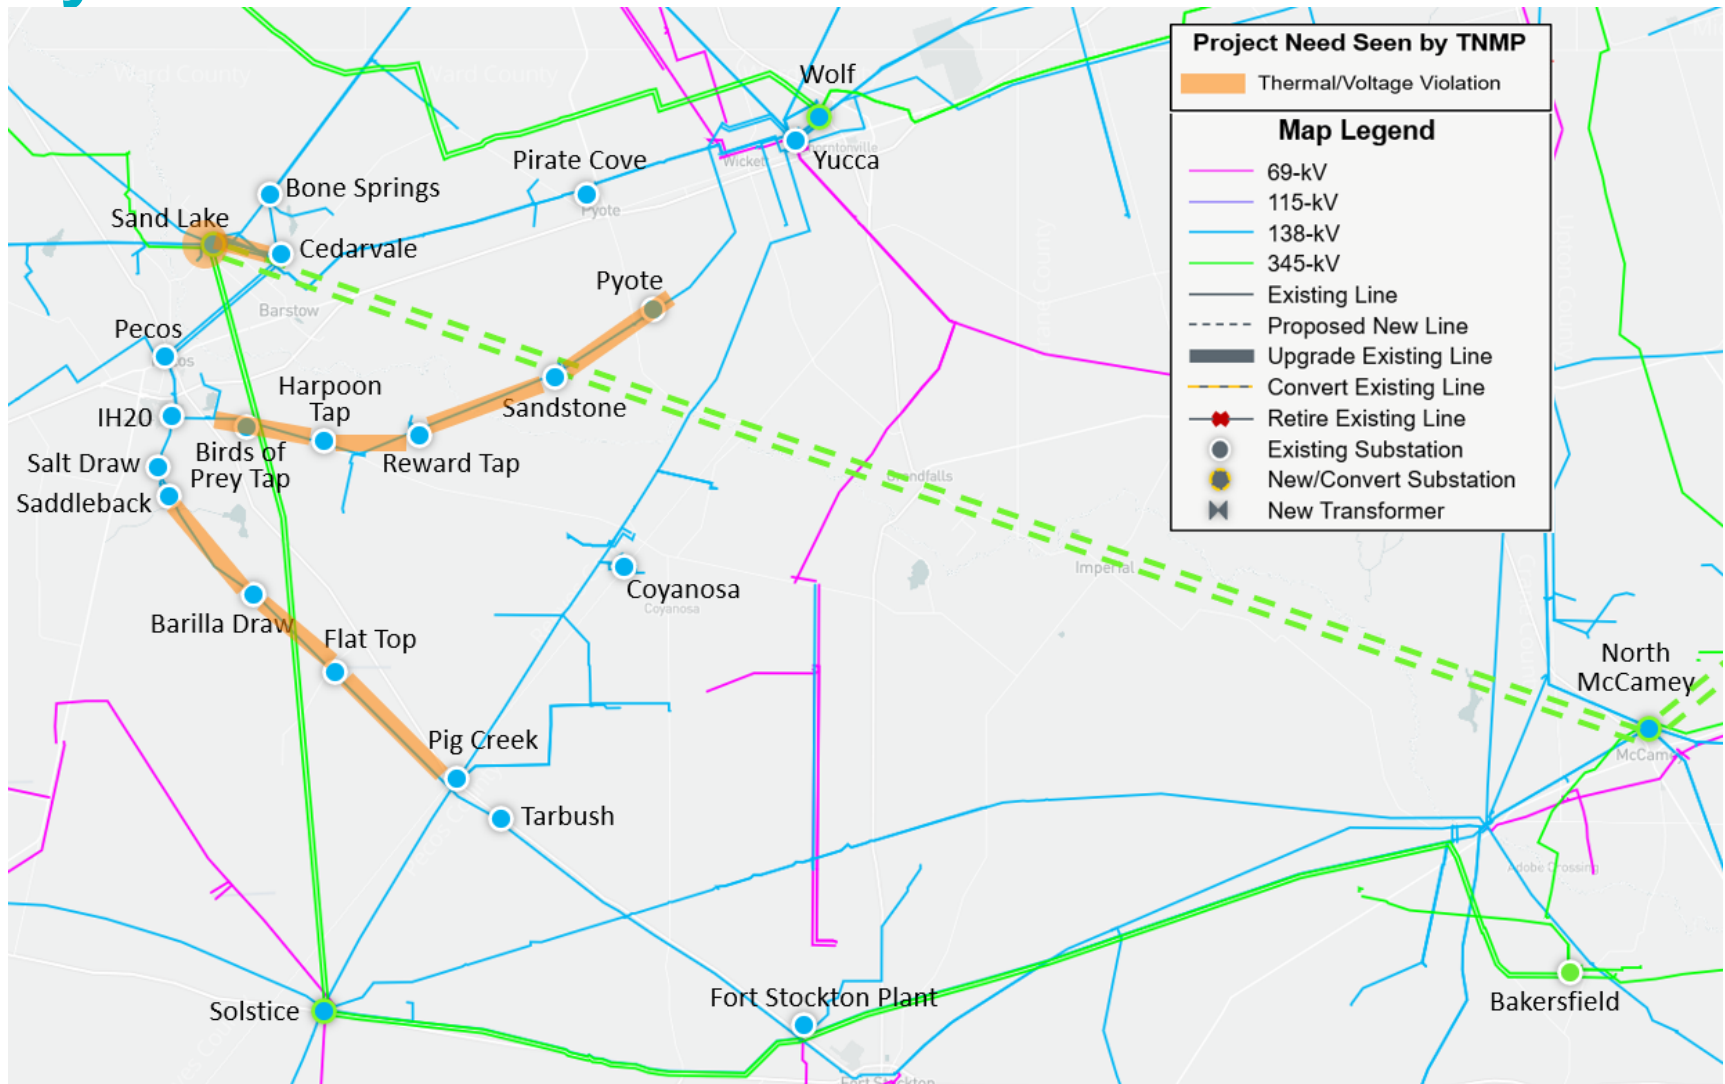 Ward County
Ward County
Wolf
Project Need Seen by TNMP
Thermal/Voltage Violation
Map Legend
69-kV
115-kV
138-kV
345-kV
Existing Line
Proposed New Line
Upgrade Existing Line
Convert Existing Line
Retire Existing Line
Existing Substation
New/Convert Substation
New Transformer
Pirate Cove
Wickett
Yucca
Bone Springs
Pyote
Sand Lake
Cedarvale
Pyote
Barstow
Pecos
Harpoon
Tap
IH20
Sandstone
Birds of
Prey Tap
Reward Tap
Salt Draw
Saddleback
Grandfalls
Imperial
Coyanosa
Coyanosa
Barilla Draw
Flat Top
North
McCamey
McCamey
Pig Creek
Tarbush
Adobe Crossing
Solstice
Fort Stockton Plant
Bakersfield
Fort Stockton